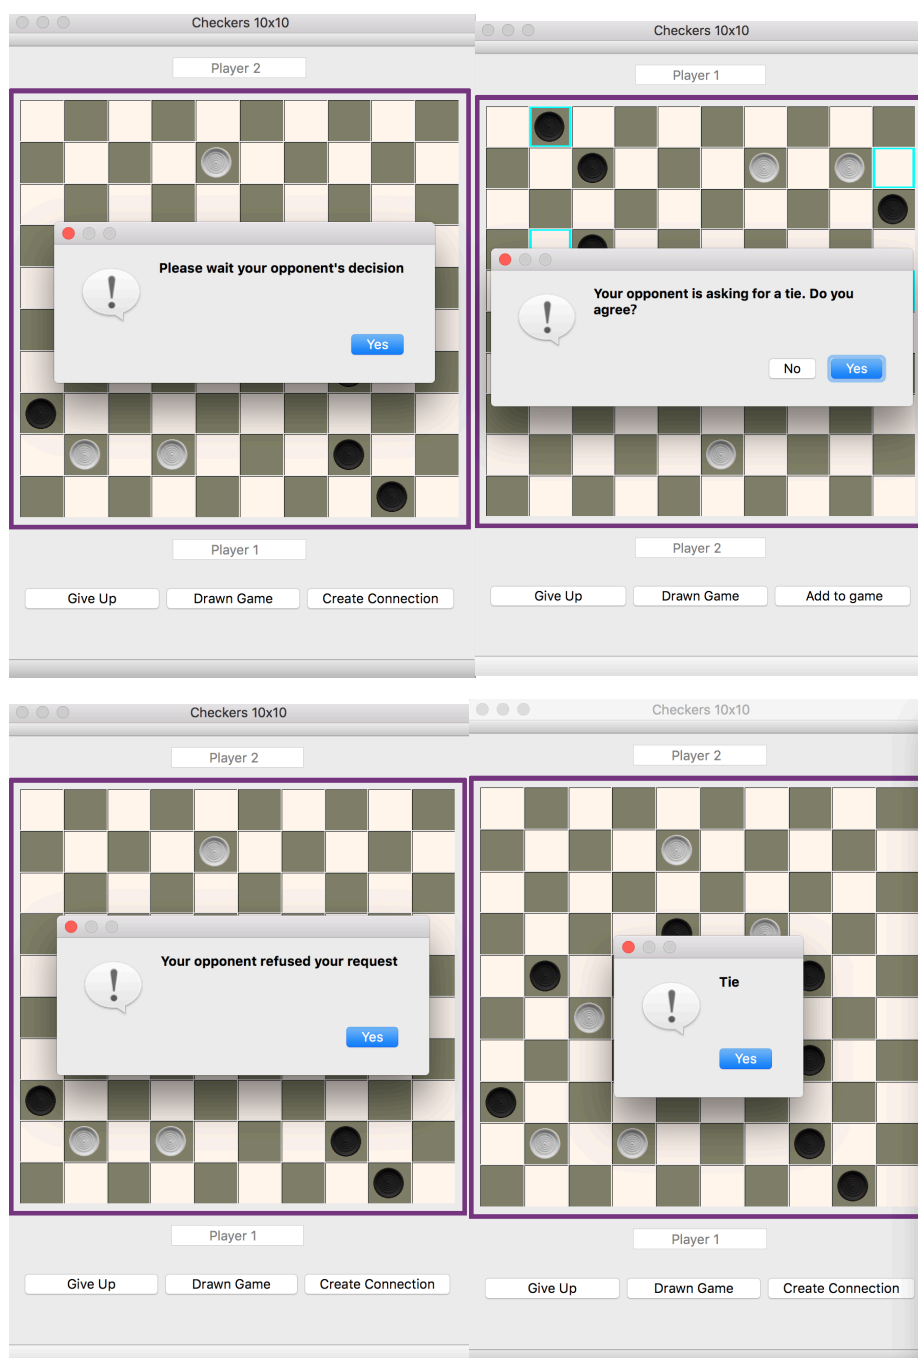 Checkers 10x10
Player 2
Please wait your opponent's decision
Yes
Player 1
Give Up
Drawn Game
Create Connection
Checkers 10x10
Player 1
Your opponent is asking for a tie. Do you
agree?
No
Yes
Player 2
Give Up
Drawn Game
Add to game
Checkers 10x10
Player 2
Your opponent refused your request
Yes
Player 1
Give Up
Drawn Game
Create Connection
Checkers 10x10
Player 2
Tie
Yes
Player 1
Give Up
Drawn Game
Create Connection